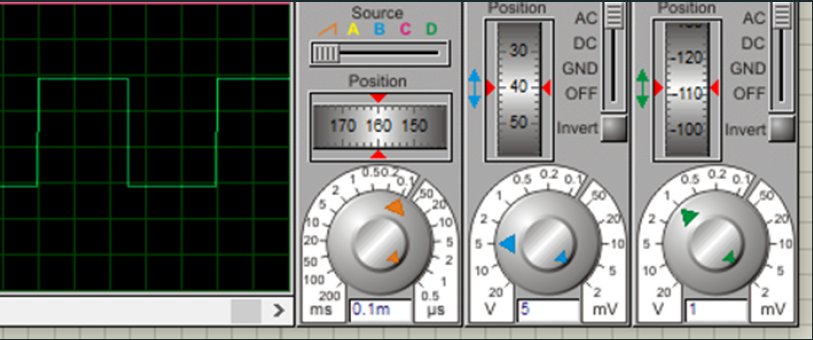 Source
A B C D
Position
170 160 150
0.5 0.2
1 0.1
2 50
5 20
10 10
20 5
50 2
100 1
200 0.5
ms 0.1m µs
Position
30
40
50
AC
DC
GND
OFF
Invert
0.5 0.2 0.1
1 50
2 20
5 10
10 5
20 2
V 5 mV
Position
-120
-110
-100
AC
DC
GND
OFF
Invert
0.5 0.2 0.1
1 50
2 20
5 10
10 5
20 2
V 1 mV